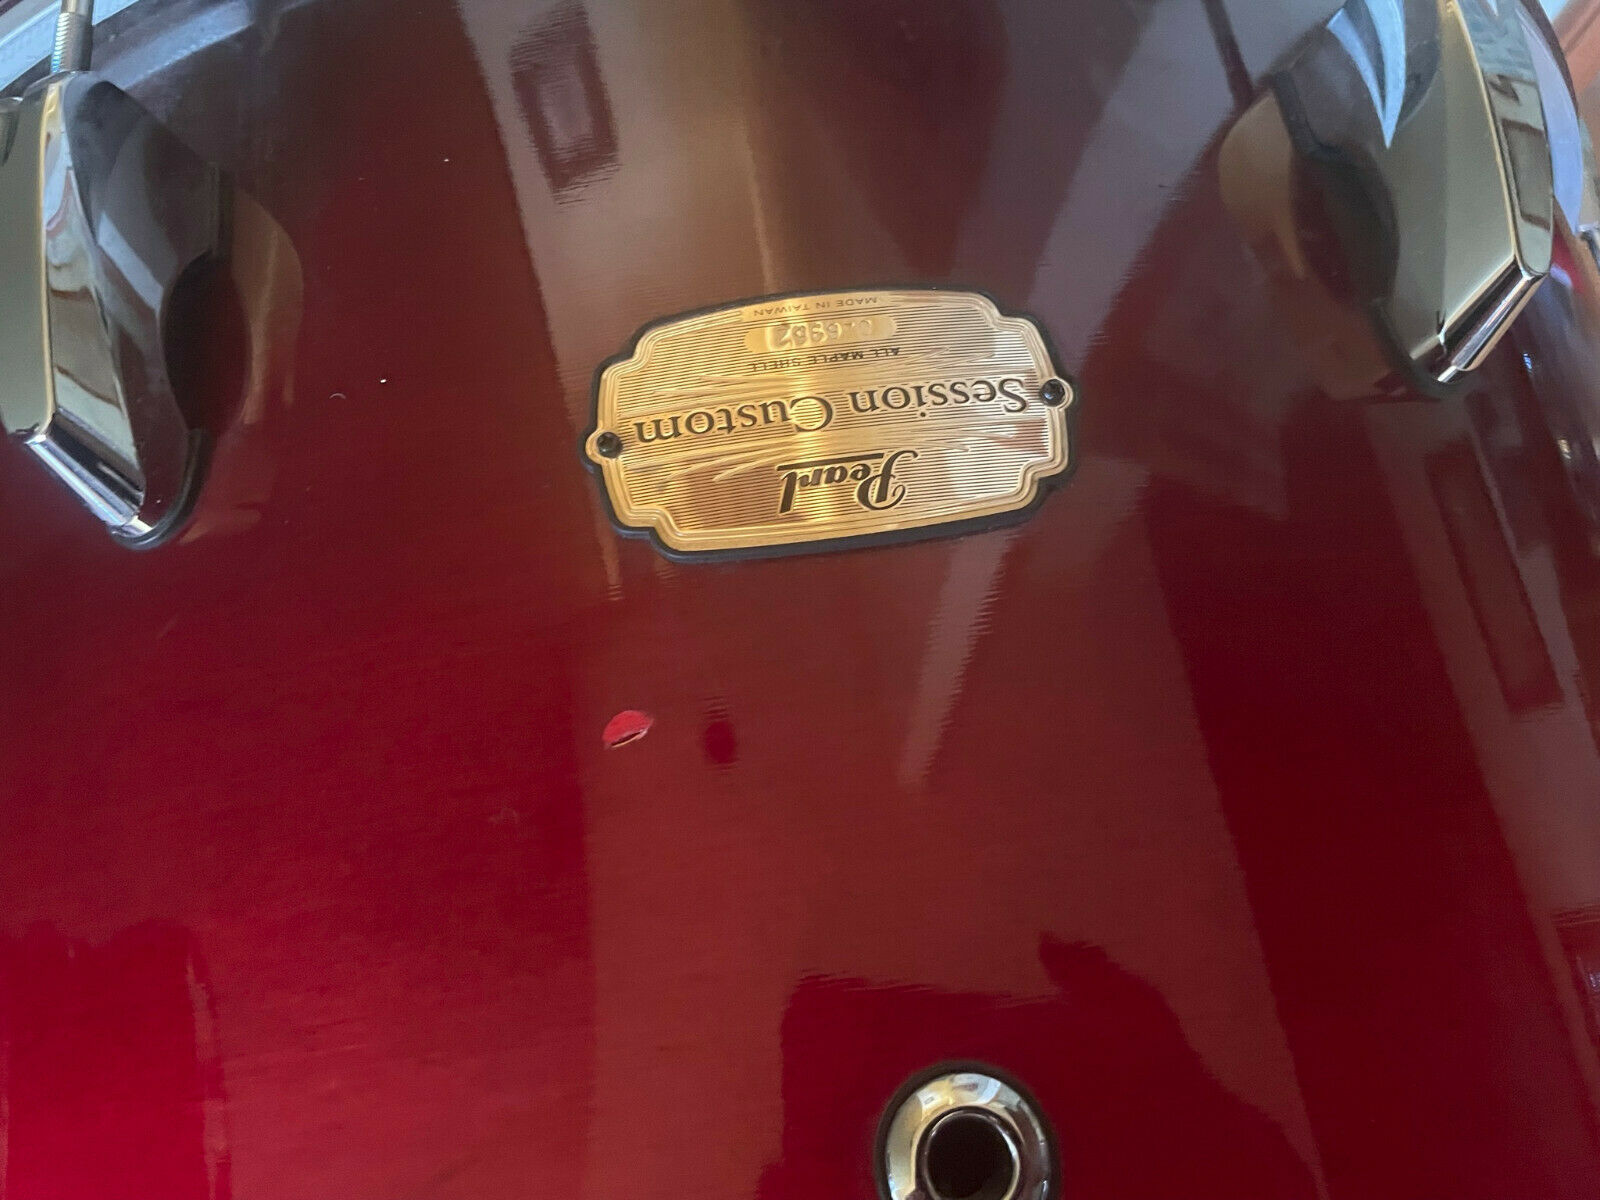 Pearl
Session Custom
ALL MAPLE SHELL
MADE IN TAIWAN